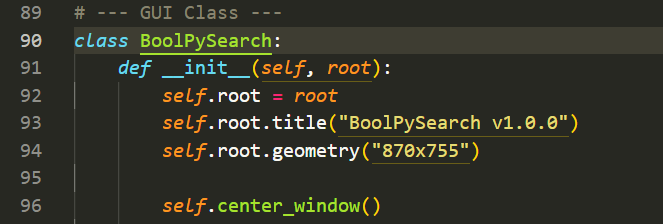 89 # --- GUI Class ---
90 class BoolPySearch:
91     def __init__(self, root):
92         self.root = root
93         self.root.title("BoolPySearch v1.0.0")
94         self.root.geometry("870x755")
95
96         self.center_window()